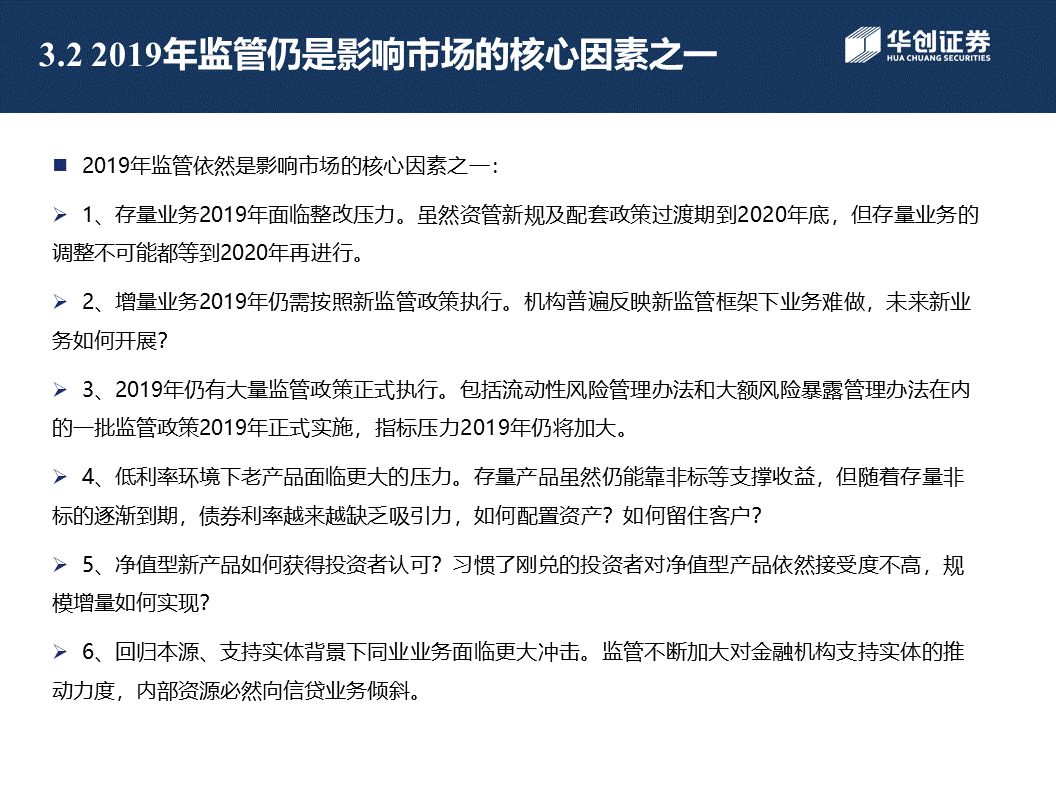 3.2 2019年监管仍是影响市场的核心因素之一
华创证券
HUA CHUANG SECURITIES
■ 2019年监管依然是影响市场的核心因素之一：
➢ 1、存量业务2019年面临整改压力。虽然资管新规及配套政策过渡期到2020年底，但存量业务的
调整不可能都等到2020年再进行。
➢ 2、增量业务2019年仍需按照新监管政策执行。机构普遍反映新监管框架下业务难做，未来新业
务如何开展？
➢ 3、2019年仍有大量监管政策正式执行。包括流动性风险管理办法和大额风险暴露管理办法在内
的一批监管政策2019年正式实施，指标压力2019年仍将加大。
➢ 4、低利率环境下老产品面临更大的压力。存量产品虽然仍能靠非标等支撑收益，但随着存量非
标的逐渐到期，债券利率越来越缺乏吸引力，如何配置资产？如何留住客户？
➢ 5、净值型新产品如何获得投资者认可？习惯了刚兑的投资者对净值型产品依然接受度不高，规
模增量如何实现？
➢ 6、回归本源、支持实体背景下同业业务面临更大冲击。监管不断加大对金融机构支持实体的推
动力度，内部资源必然向信贷业务倾斜。